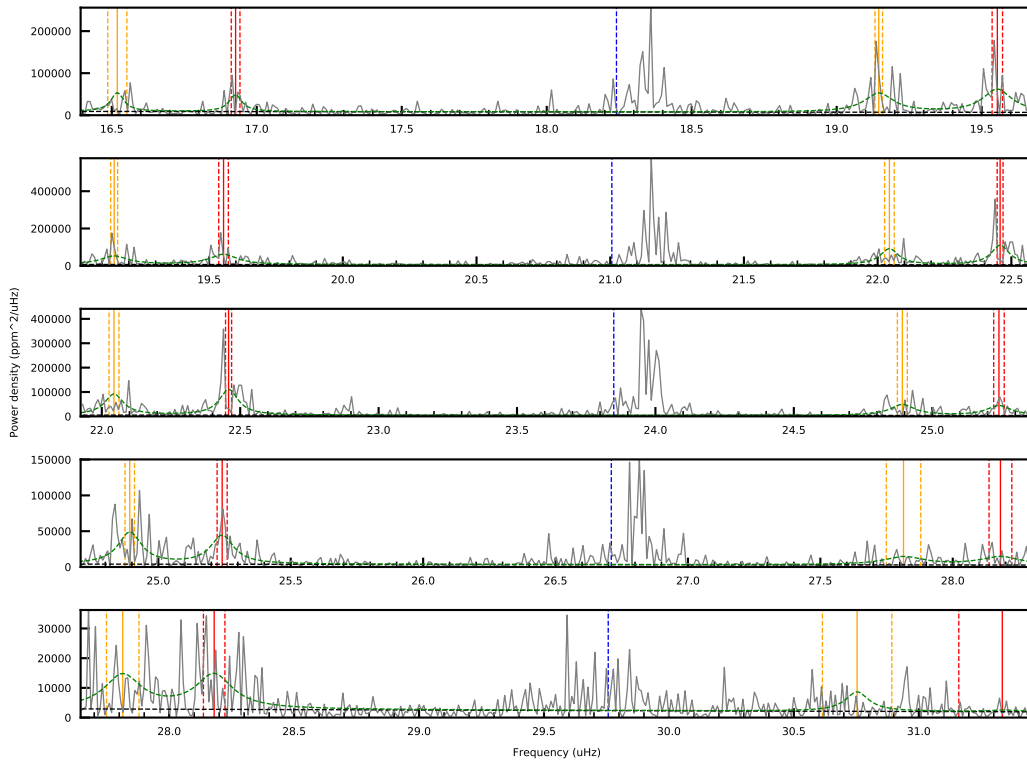 200000
100000
0
16.5 17.0 17.5 18.0 18.5 19.0 19.5
400000
200000
0
19.5 20.0 20.5 21.0 21.5 22.0 22.5
Power density (ppm^2/uHz)
400000
300000
200000
100000
0
22.0 22.5 23.0 23.5 24.0 24.5 25.0
150000
100000
50000
0
25.0 25.5 26.0 26.5 27.0 27.5 28.0
30000
20000
10000
0
28.0 28.5 29.0 29.5 30.0 30.5 31.0
Frequency (uHz)